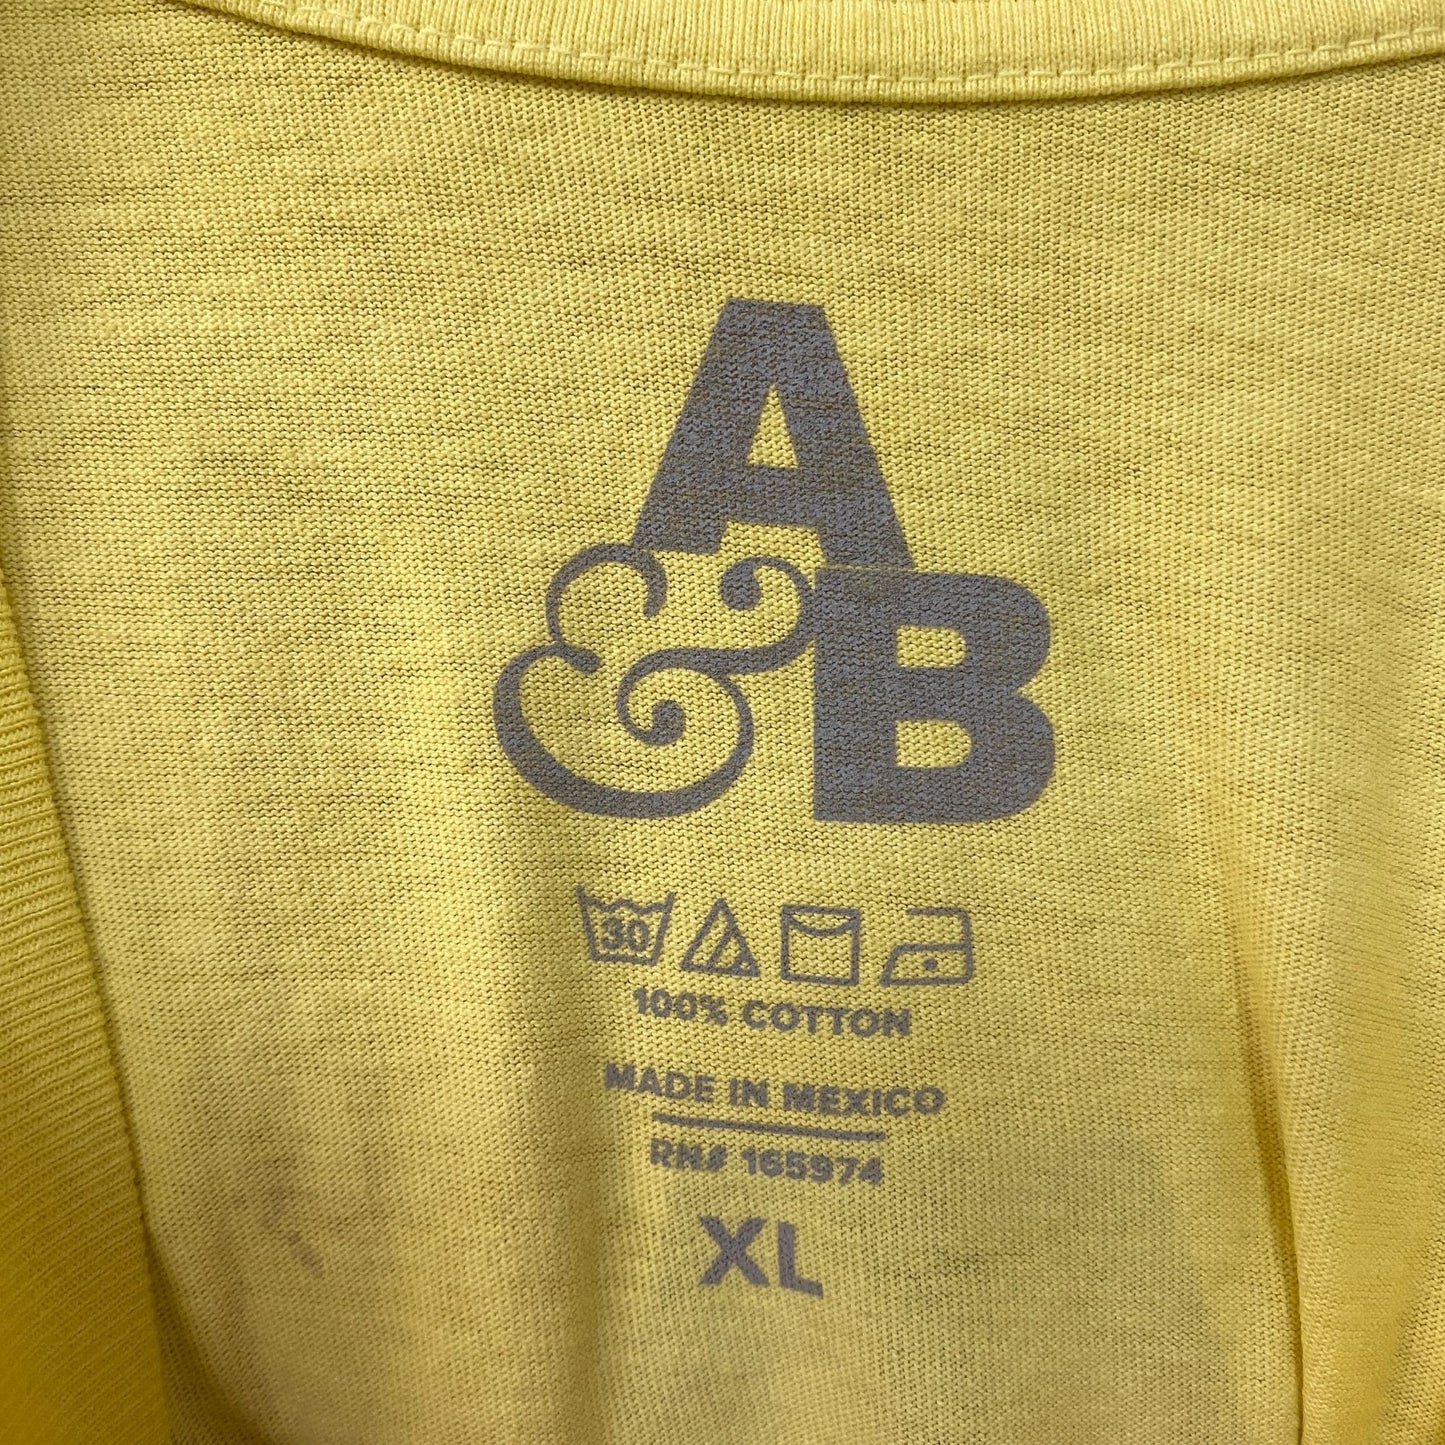 A
&B
30
100% COTTON
MADE IN MEXICO
RN# 165974
XL